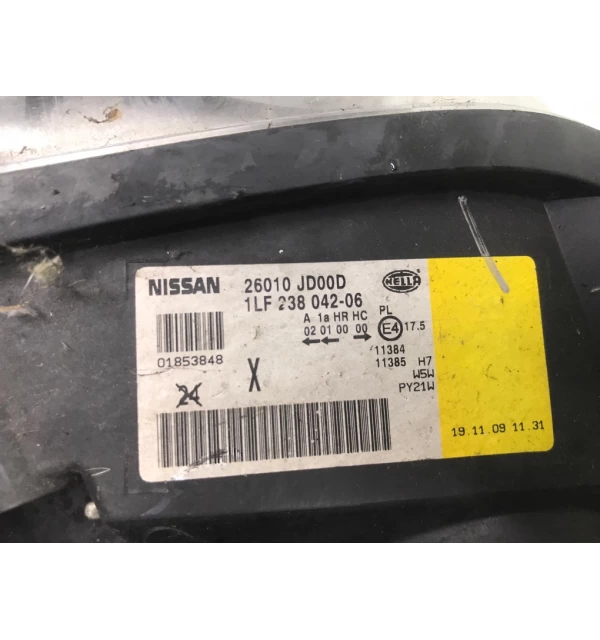 NISSAN 26010 JD00D HELLA
1LF 238 042-06
A 1a HR HC PL
02 01 00 00 E4 17.5
01853848
11384
11385 H7
X W5W
24 PY21W
19.11.09 11.31